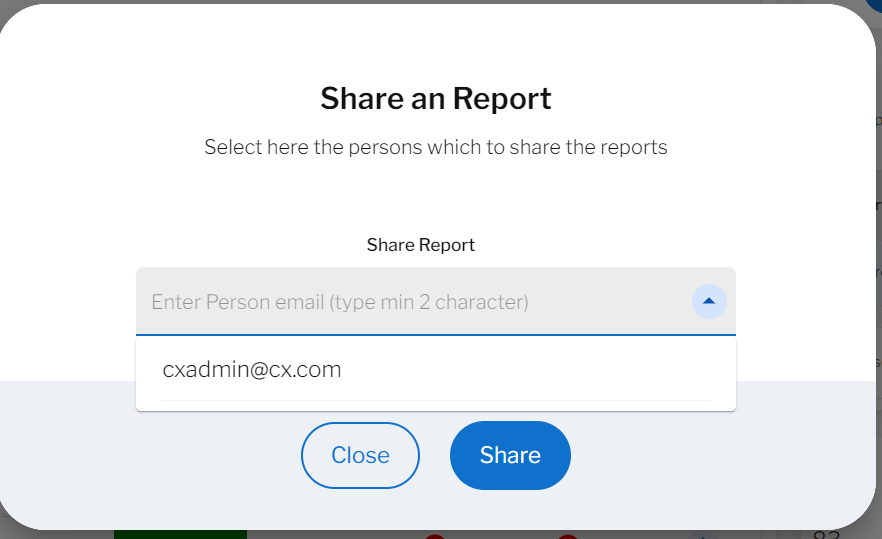 Share an Report
Select here the persons which to share the reports
Share Report
Enter Person email (type min 2 character)
cxadmin@cx.com
Close
Share